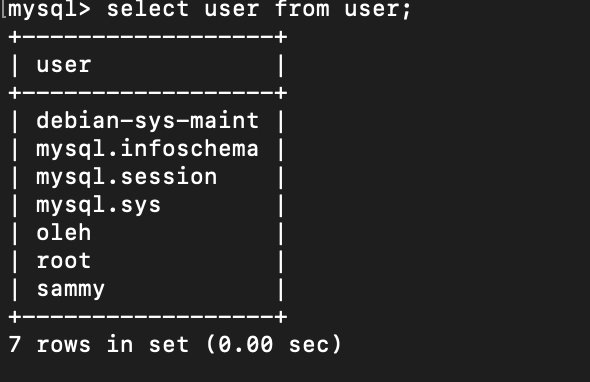 mysql> select user from user;
+------------------+
| user             |
+------------------+
| debian-sys-maint |
| mysql.infoschema |
| mysql.session    |
| mysql.sys        |
| oleh             |
| root             |
| sammy            |
+------------------+
7 rows in set (0.00 sec)